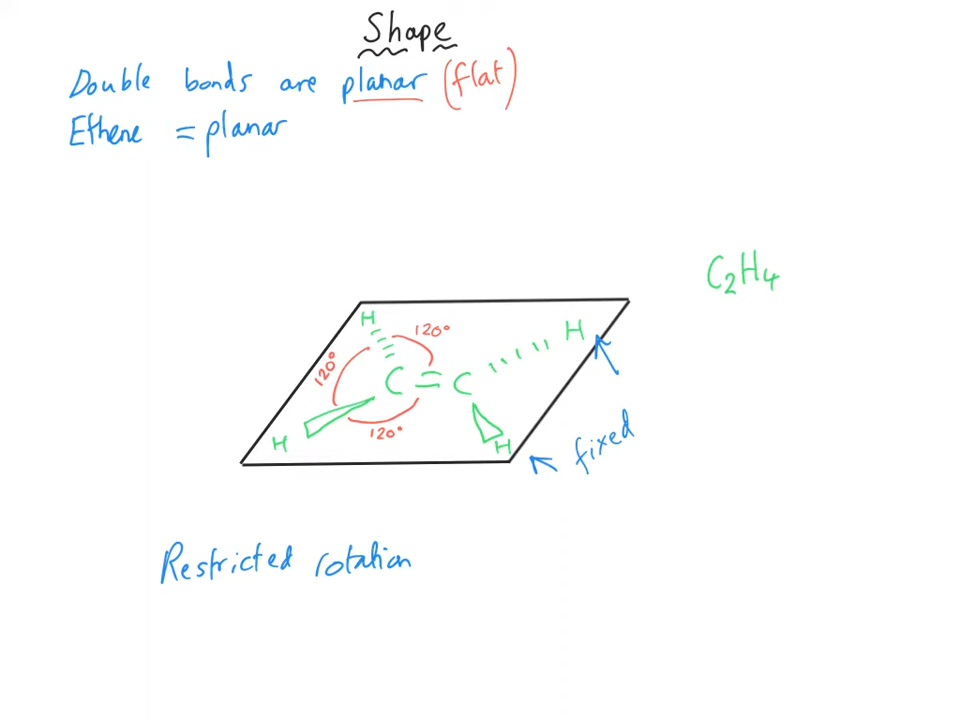 Shape
Double bonds are planar (flat)
Ethene = planar
C2H4
H 120° H
120°
C = C
H 120° H
fixed
Restricted rotation